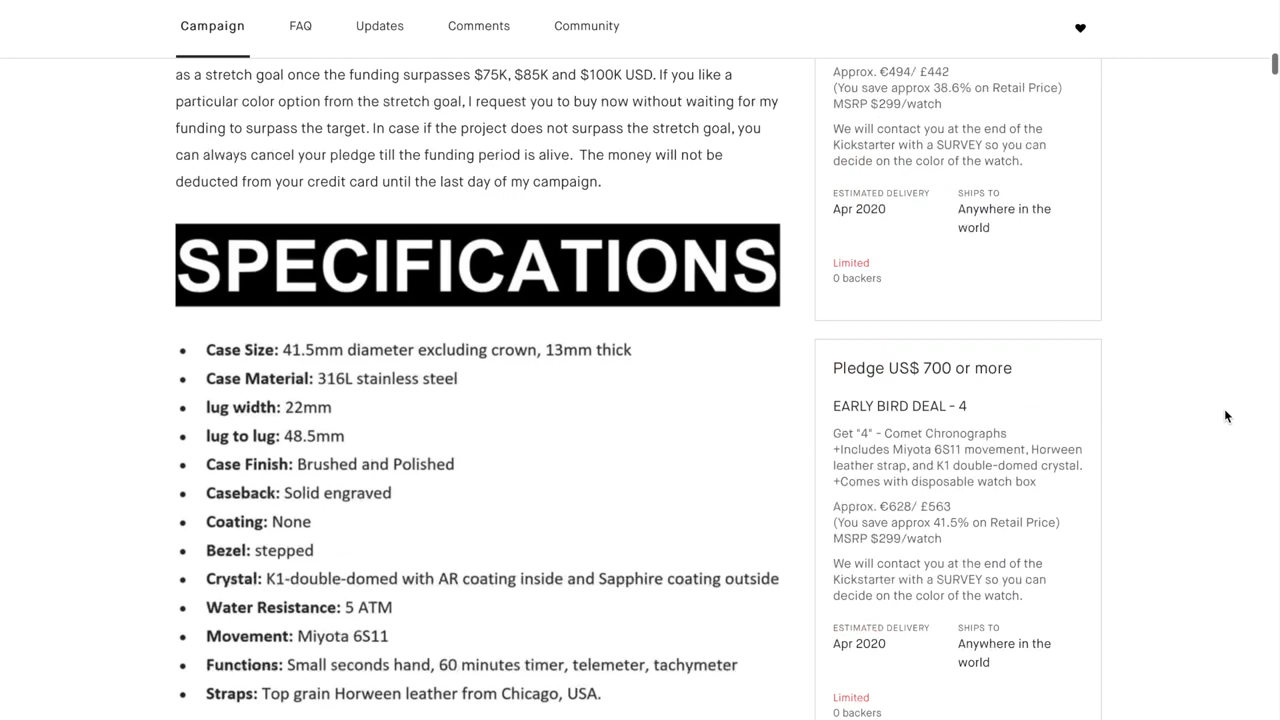 Campaign
FAQ
Updates
Comments
Community
as a stretch goal once the funding surpasses $75K, $85K and $100K USD. If you like a
particular color option from the stretch goal, I request you to buy now without waiting for my
funding to surpass the target. In case if the project does not surpass the stretch goal, you
can always cancel your pledge till the funding period is alive. The money will not be
deducted from your credit card until the last day of my campaign.
SPECIFICATIONS
• Case Size: 41.5mm diameter excluding crown, 13mm thick
• Case Material: 316L stainless steel
• lug width: 22mm
• lug to lug: 48.5mm
• Case Finish: Brushed and Polished
• Caseback: Solid engraved
• Coating: None
• Bezel: stepped
• Crystal: K1-double-domed with AR coating inside and Sapphire coating outside
• Water Resistance: 5 ATM
• Movement: Miyota 6S11
• Functions: Small seconds hand, 60 minutes timer, telemeter, tachymeter
• Straps: Top grain Horween leather from Chicago, USA.
Approx. €494/ £442
(You save approx 38.6% on Retail Price)
MSRP $299/watch
We will contact you at the end of the
Kickstarter with a SURVEY so you can
decide on the color of the watch.
ESTIMATED DELIVERY
Apr 2020
SHIPS TO
Anywhere in the
world
Limited
0 backers
Pledge US$ 700 or more
EARLY BIRD DEAL - 4
Get "4" - Comet Chronographs
+Includes Miyota 6S11 movement, Horween
leather strap, and K1 double-domed crystal.
+Comes with disposable watch box
Approx. €628/ £563
(You save approx 41.5% on Retail Price)
MSRP $299/watch
We will contact you at the end of the
Kickstarter with a SURVEY so you can
decide on the color of the watch.
ESTIMATED DELIVERY
Apr 2020
SHIPS TO
Anywhere in the
world
Limited
0 backers